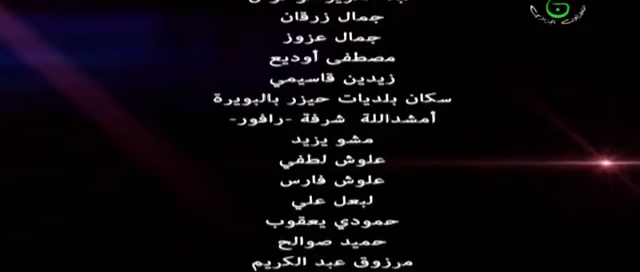 جمال زرقان
جمال عزوز
مصطفى أوديع
زيدين قاسيمي
سكان بلديات حيزر بالبويرة
أمشدالة شرفة -رافور-
مشو يزيد
علوش لطفي
علوش فارس
لبعل علي
حمودي يعقوب
حميد صوالح
مرزوق عبد الكريم